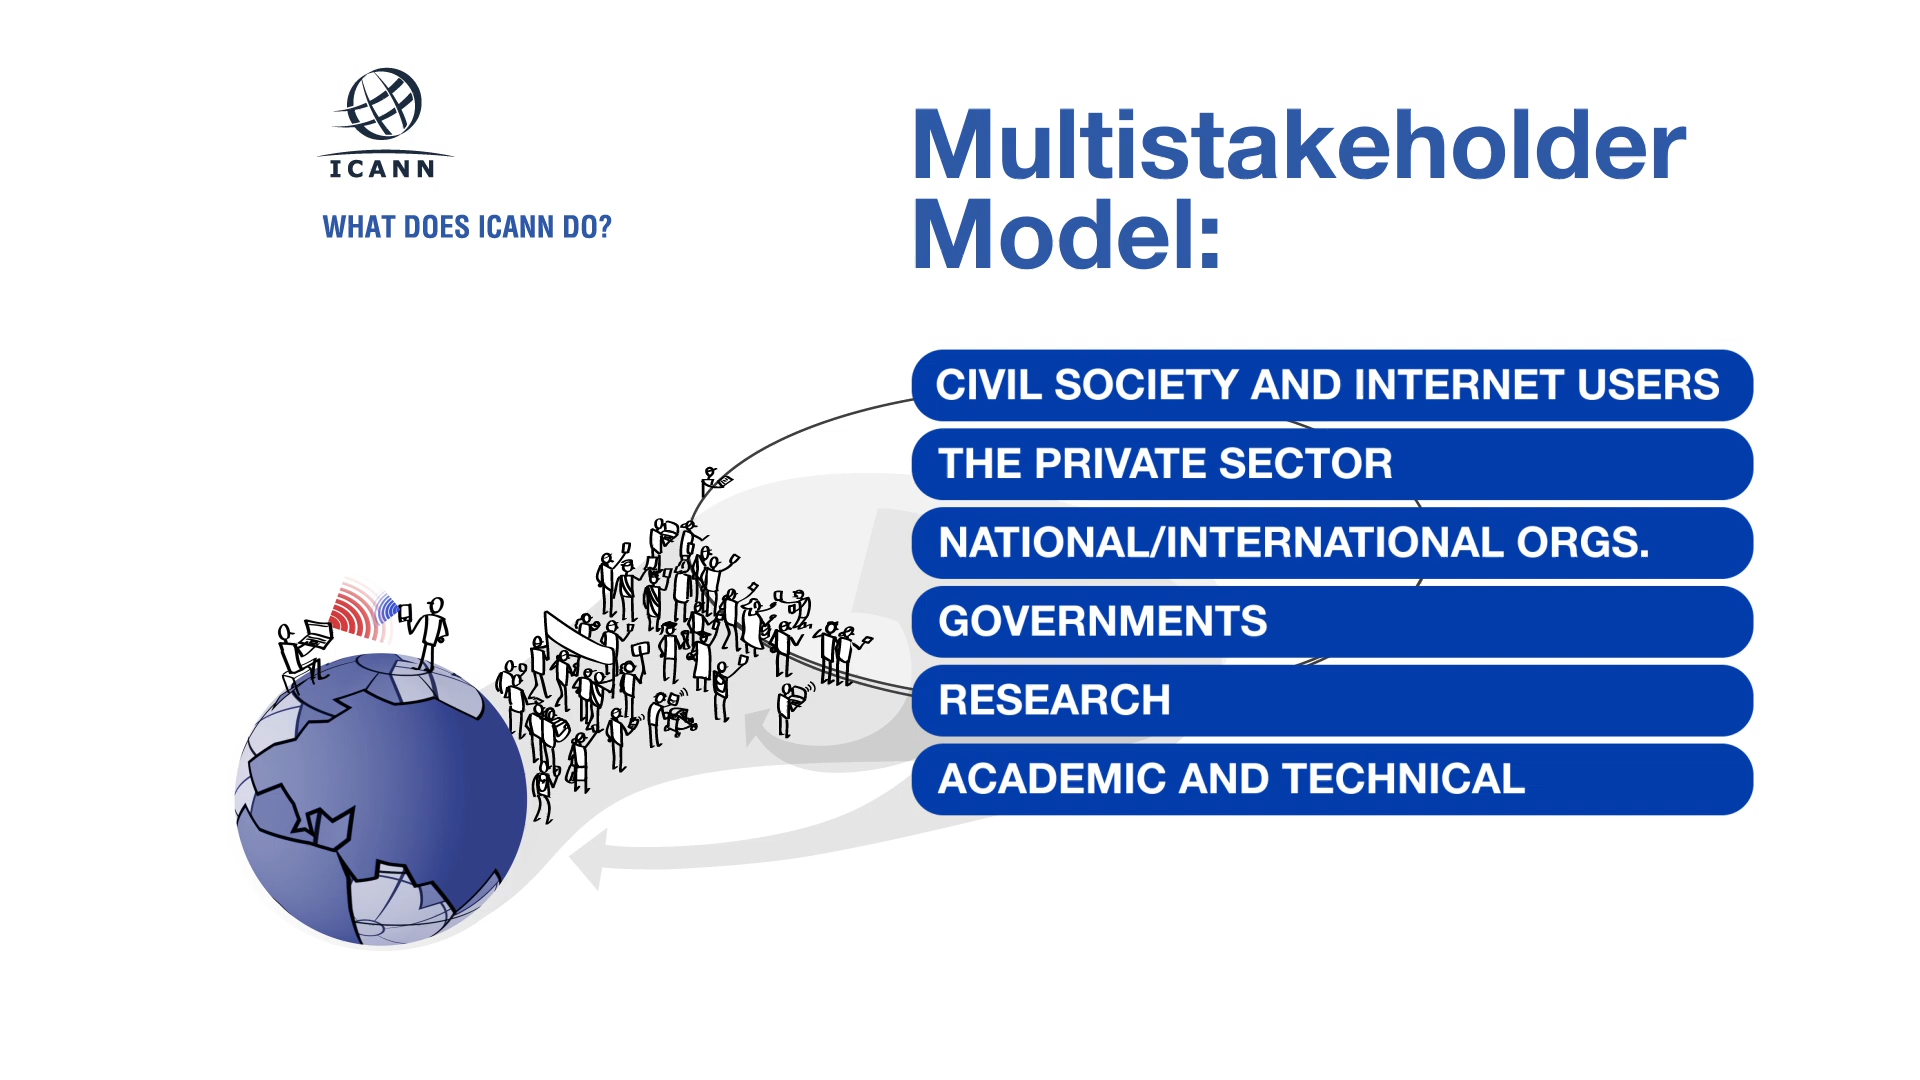 ICANN
WHAT DOES ICANN DO?
Multistakeholder
Model:
CIVIL SOCIETY AND INTERNET USERS
THE PRIVATE SECTOR
NATIONAL/INTERNATIONAL ORGS.
GOVERNMENTS
RESEARCH
ACADEMIC AND TECHNICAL